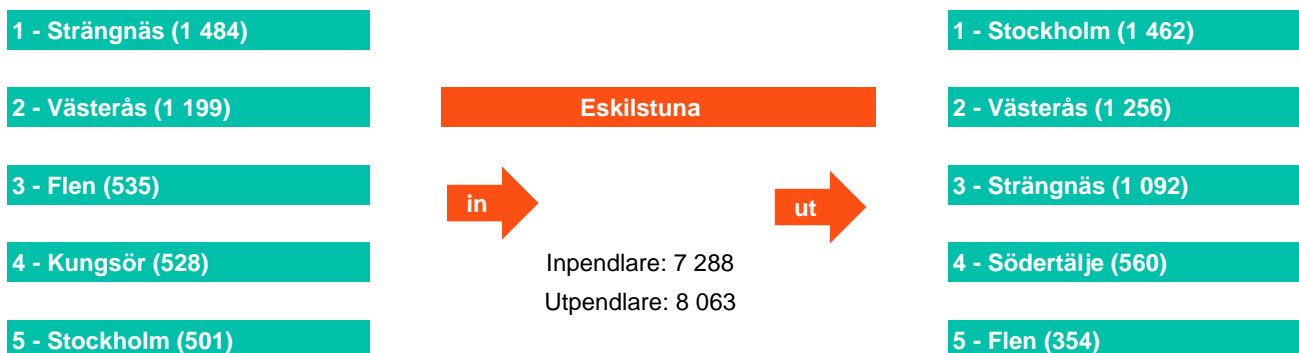 1 - Strängnäs (1 484)
2 - Västerås (1 199)
3 - Flen (535)
4 - Kungsör (528)
5 - Stockholm (501)
Eskilstuna
in
ut
Inpendlare: 7 288
Utpendlare: 8 063
1 - Stockholm (1 462)
2 - Västerås (1 256)
3 - Strängnäs (1 092)
4 - Södertälje (560)
5 - Flen (354)